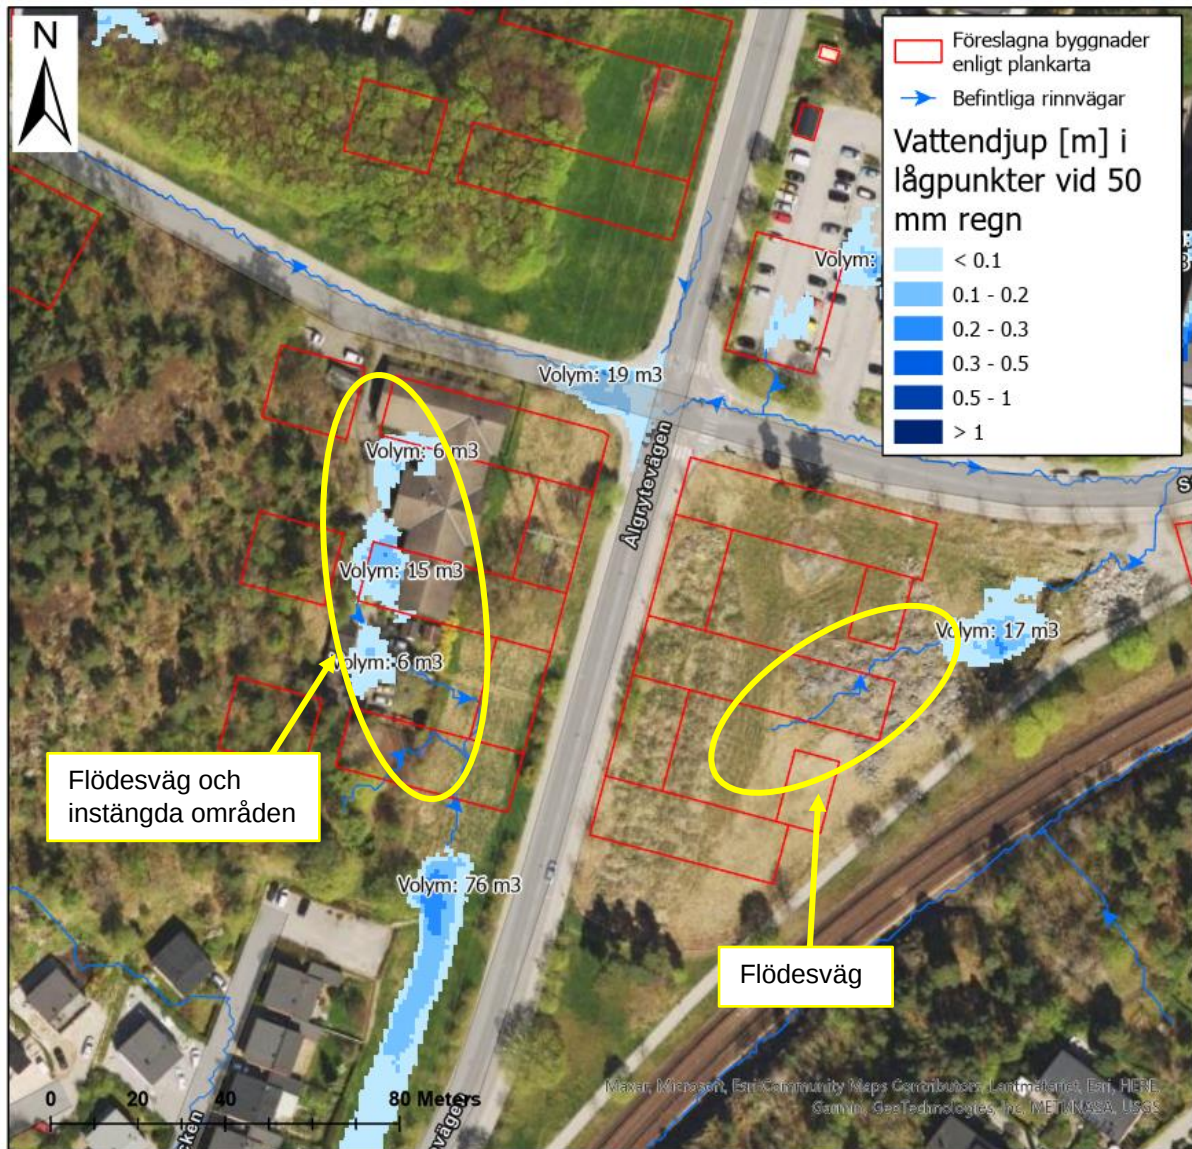 N
Föreslagna byggnader
enligt plankarta
Befintliga rinnvägar
Vattendjup [m] i
lågpunkter vid 50
mm regn
< 0.1
0.1 - 0.2
0.2 - 0.3
0.3 - 0.5
0.5 - 1
> 1
Volym:
Volym: 19 m3
Volym: 6 m3
Älgrytevägen
Volym: 15 m3
Volym: 17 m3
Volym: 6 m3
Flödesväg och
instängda områden
Volym: 76 m3
Flödesväg
Maxar, Microsoft, Esri Community Maps Contributors, Lantmäteriet, Esri, HERE,
Garmin, GeoTechnologies, Inc, METI/NASA, USGS
0 20 40 80 Meters